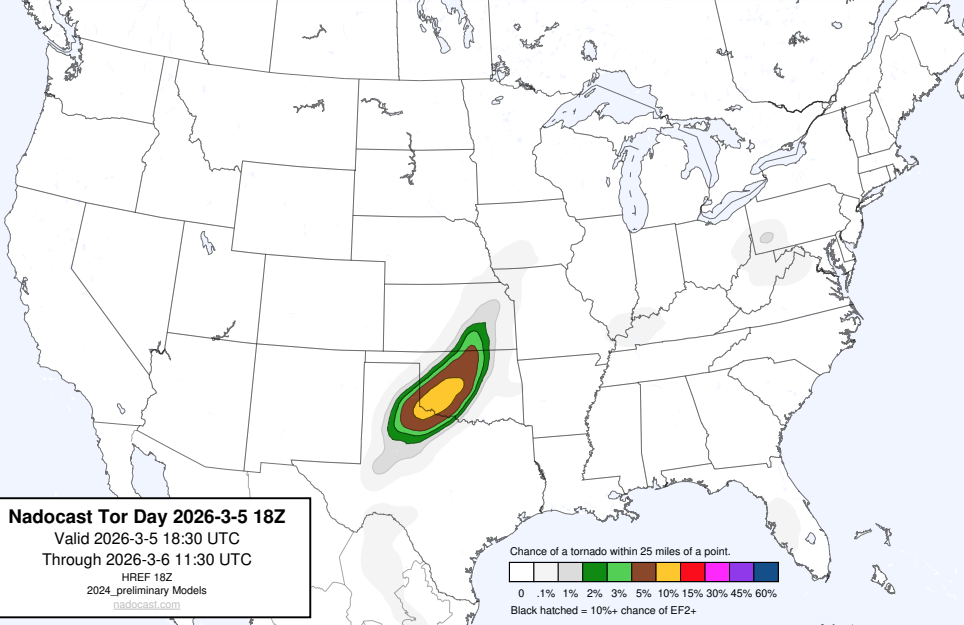 Nadocast Tor Day 2026-3-5 18Z
Valid 2026-3-5 18:30 UTC
Through 2026-3-6 11:30 UTC
HREF 18Z
2024_preliminary Models
nadocast.com
Chance of a tornado within 25 miles of a point.
0 .1% 1% 2% 3% 5% 10% 15% 30% 45% 60%
Black hatched = 10%+ chance of EF2+